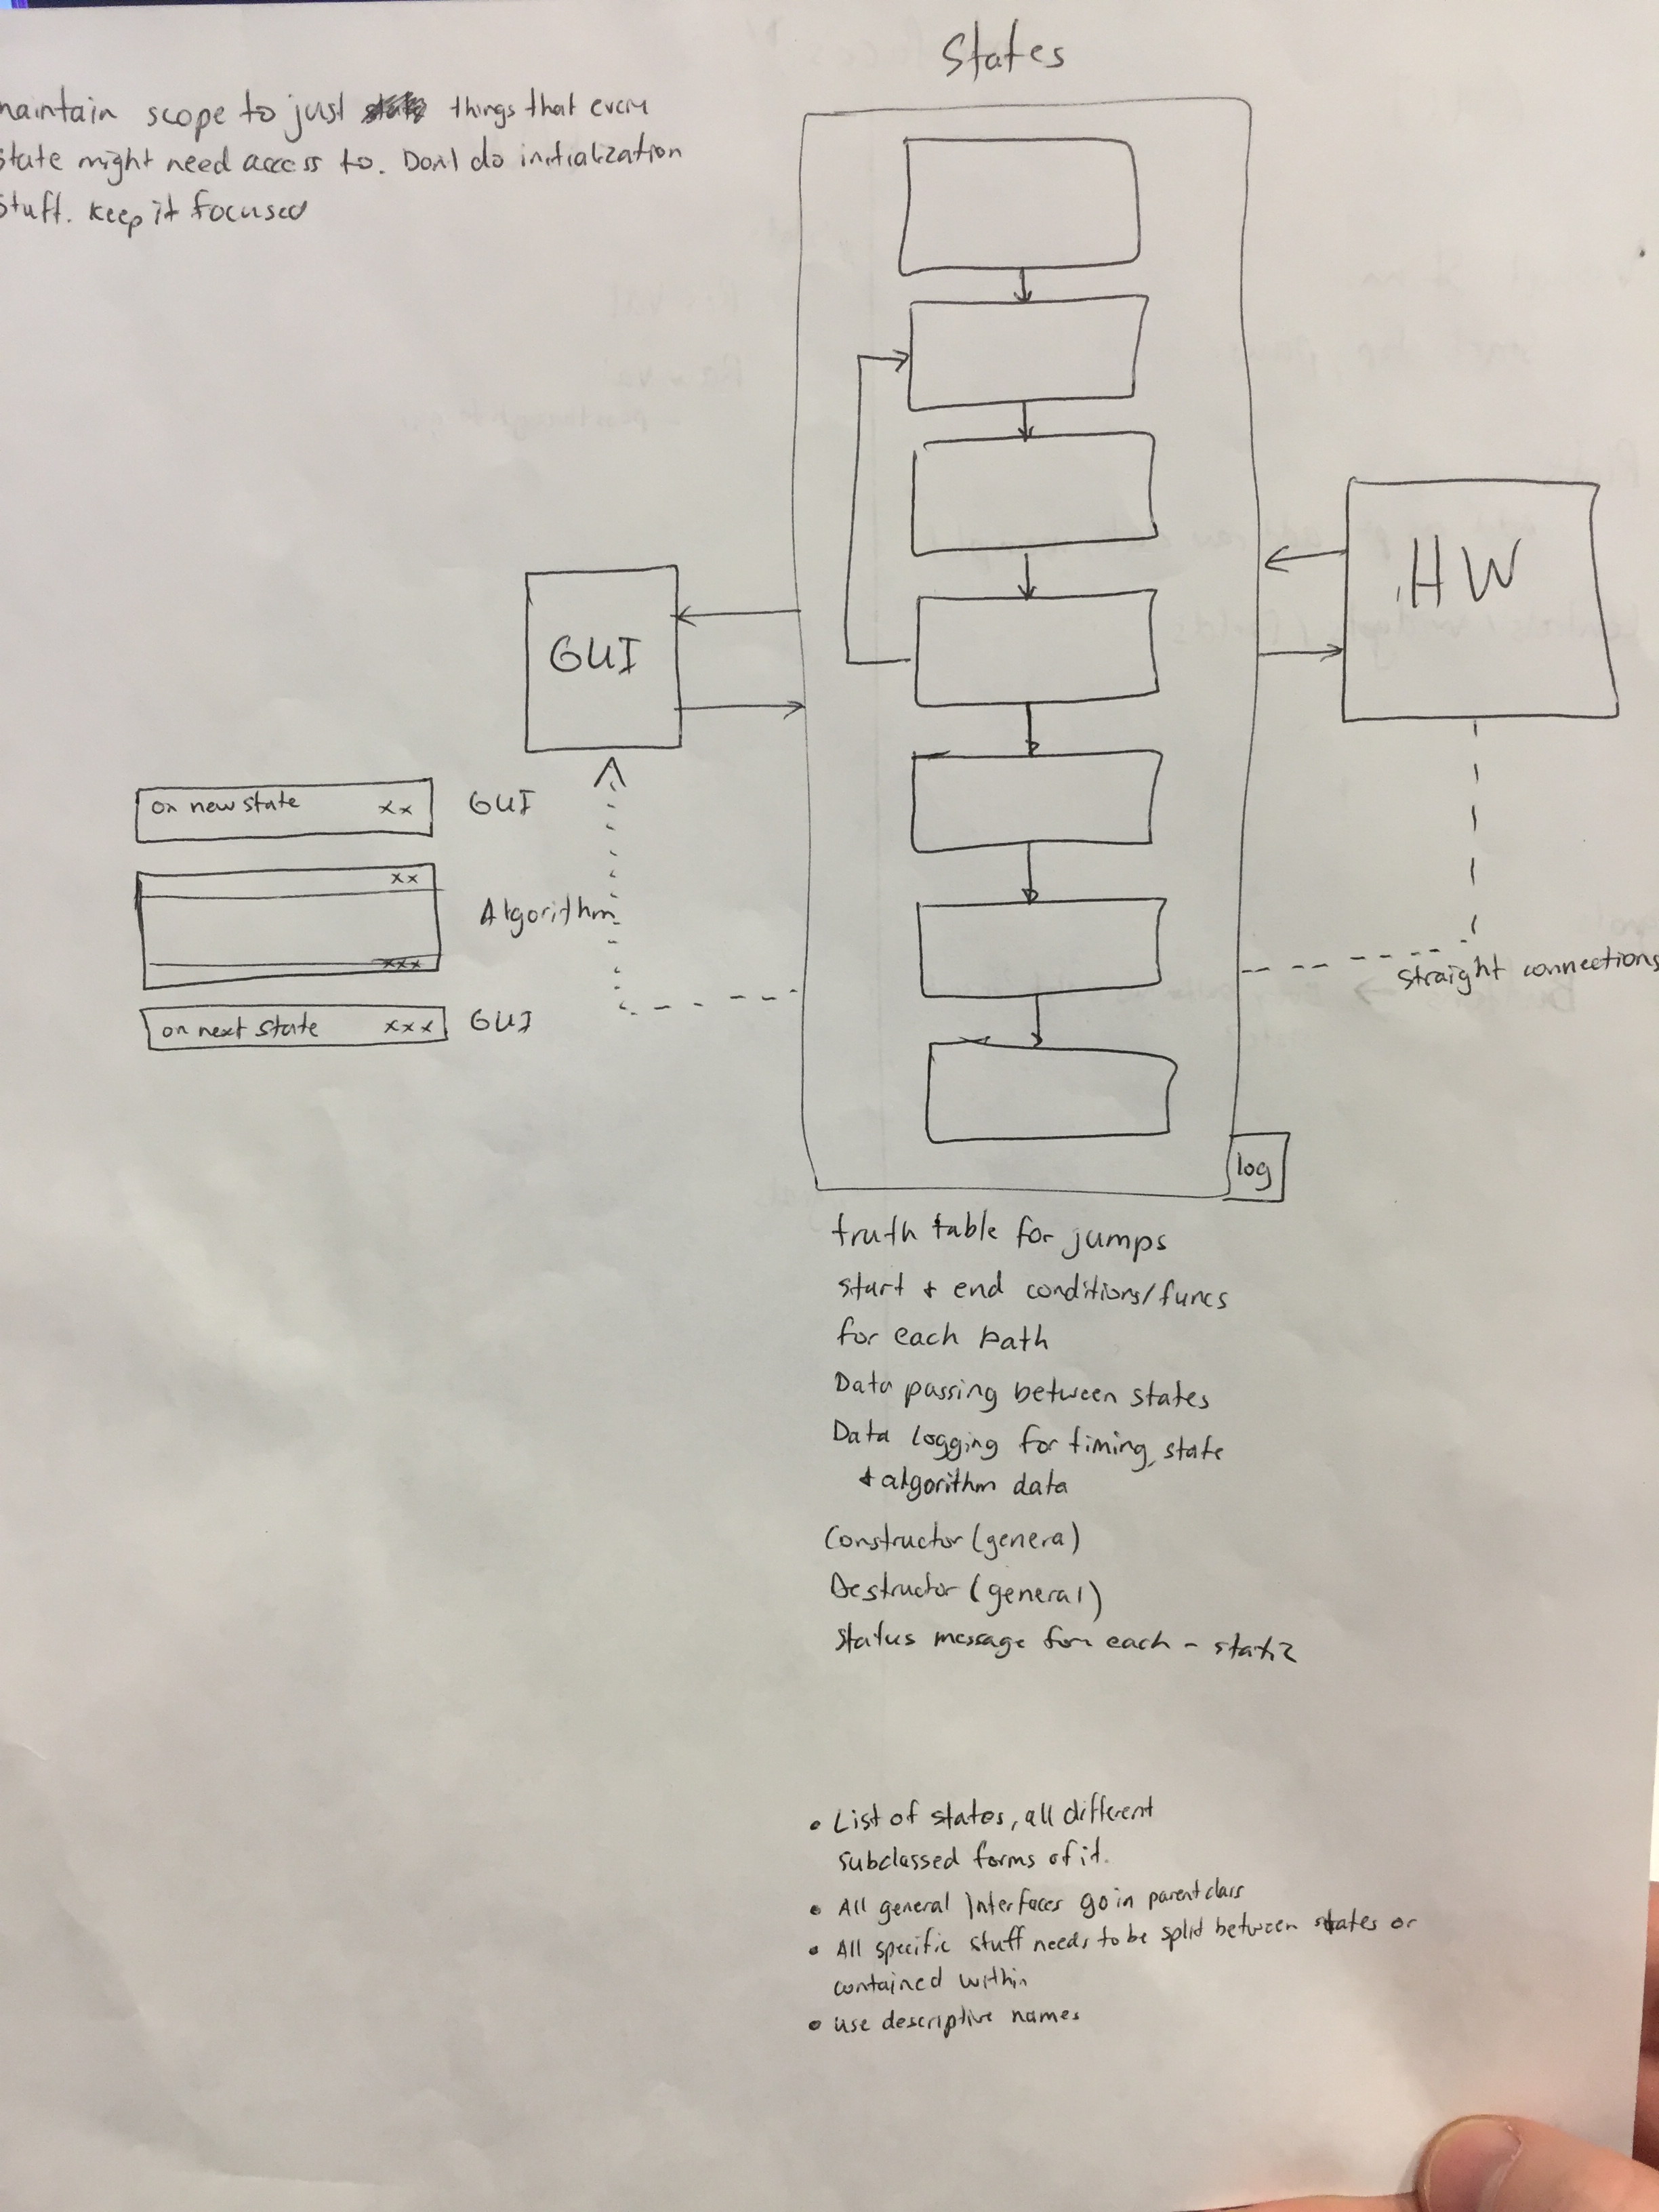 States
maintain scope to just things that every
state might need access to. Don't do initialization
stuff. Keep it focused
HW
GUI
on new state xx GUI
xx
Algorithm
xxx
on next state xxx GUI
straight connections
log
truth table for jumps
start & end conditions/funcs
for each path
Data passing between states
Data logging for timing, state
& algorithm data
Constructor (genera)
Destructor (general)
Status message for each - static
• List of states, all different
subclassed forms of it.
• All general Interfaces go in parent class
• All specific stuff needs to be split between states or
contained within
• use descriptive names